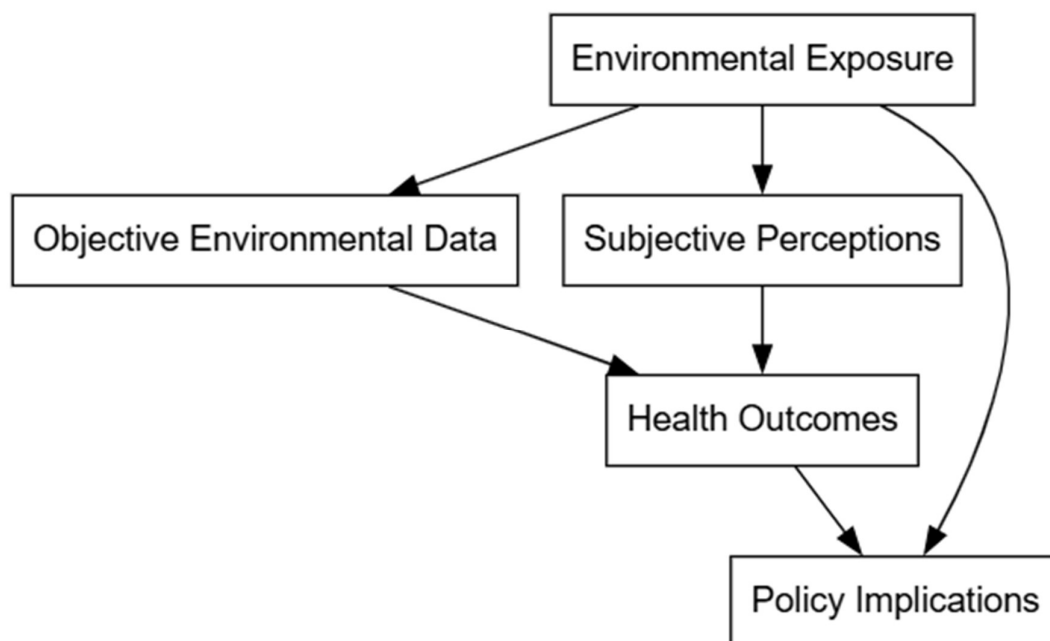 Environmental Exposure
Objective Environmental Data
Subjective Perceptions
Health Outcomes
Policy Implications